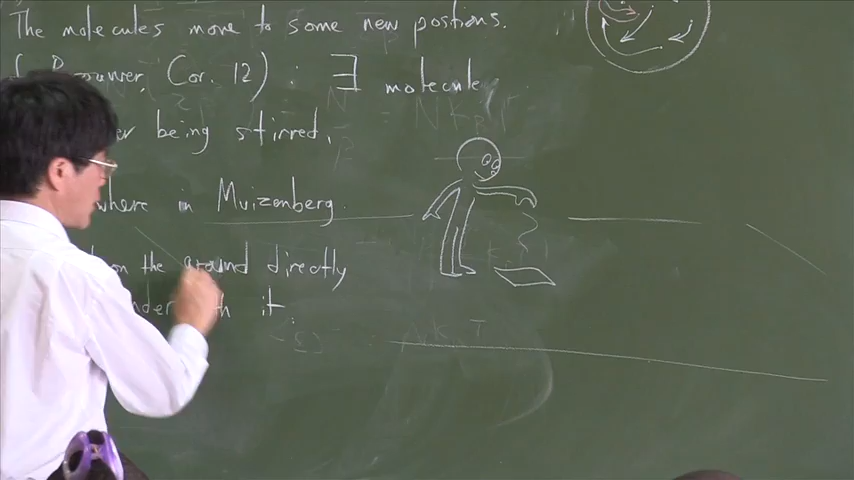 The molecules move to some new postions.
(Brouwer, Cor. 12) : ∃ molecule
being stirred,
where in Muizenberg.
on the ground directly
it.